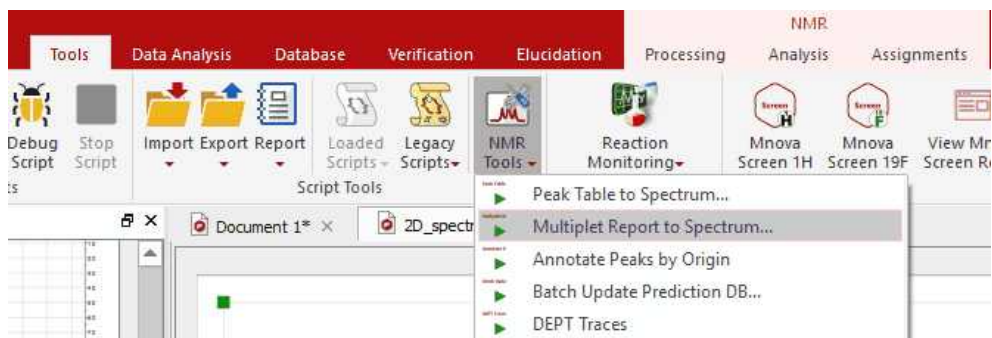 NMR
Tools Data Analysis Database Verification Elucidation Processing Analysis Assignments
Debug Script Stop Script Import Export Report Loaded Scripts Legacy Scripts NMR Tools Reaction Monitoring Mnova Screen 1H Mnova Screen 19F View
Screen
Script Tools
Peak Table to Spectrum...
Document 1* 2D_spectr
Multiplet Report to Spectrum...
Annotate Peaks by Origin
Batch Update Prediction DB...
DEPT Traces